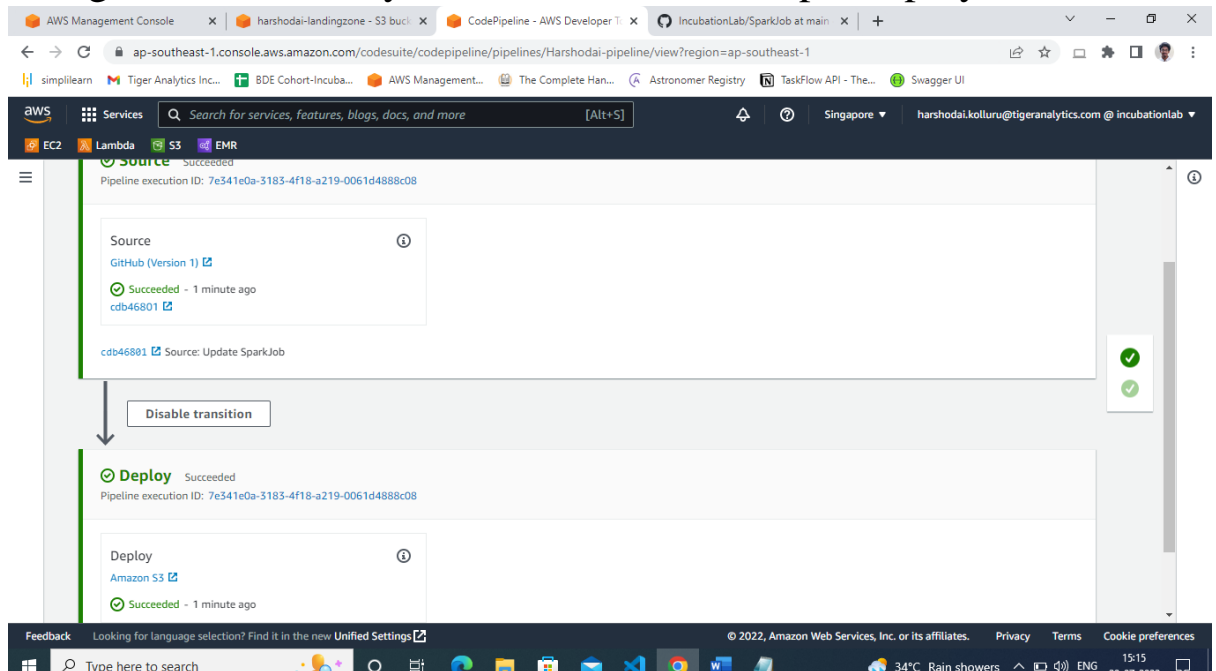 AWS Management Console
harshodai-landingzone - S3 buck
CodePipeline - AWS Developer To
IncubationLab/SparkJob at main
ap-southeast-1.console.aws.amazon.com/codesuite/codepipeline/pipelines/Harshodai-pipeline/view?region=ap-southeast-1
simplilearn
Tiger Analytics Inc...
BDE Cohort-Incuba...
AWS Management...
The Complete Han...
Astronomer Registry
TaskFlow API - The...
Swagger UI
aws
Services
Search for services, features, blogs, docs, and more
[Alt+S]
Singapore ▼
harshodai.kolluru@tigeranalytics.com @ incubationlab ▼
EC2
Lambda
S3
EMR
Source Succeeded
Pipeline execution ID: 7e341e0a-3183-4f18-a219-0061d4888c08
Source
GitHub (Version 1)
Succeeded - 1 minute ago
cdb46801
cdb46801 Source: Update SparkJob
Disable transition
Deploy Succeeded
Pipeline execution ID: 7e341e0a-3183-4f18-a219-0061d4888c08
Deploy
Amazon S3
Succeeded - 1 minute ago
Feedback
Looking for language selection? Find it in the new Unified Settings
© 2022, Amazon Web Services, Inc. or its affiliates.
Privacy
Terms
Cookie preferences
Type here to search
34°C Rain showers
ENG
15:15